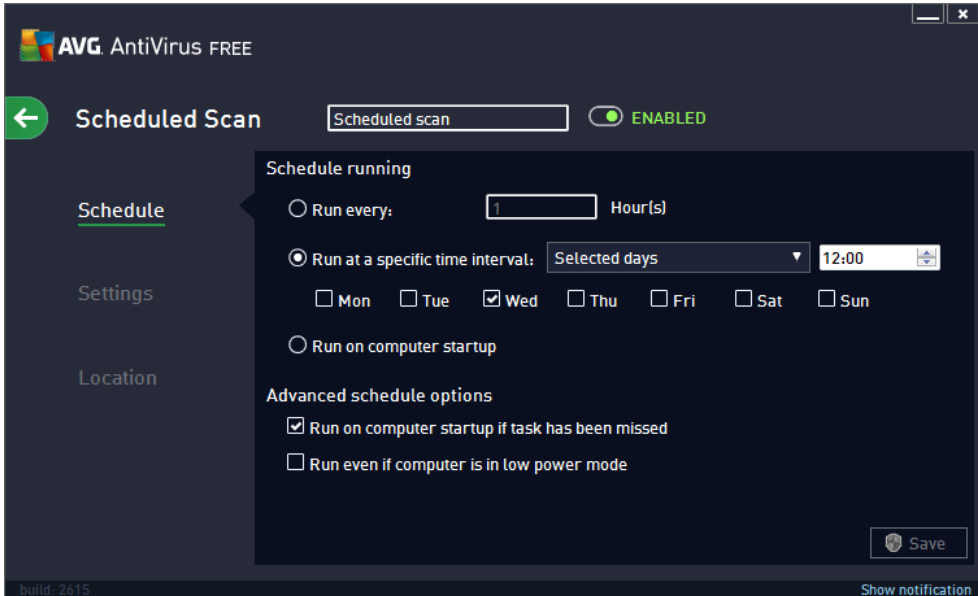 AVG. AntiVirus FREE
Scheduled Scan
Scheduled scan
ENABLED
Schedule
Settings
Location
Schedule running
Run every: 1 Hour(s)
Run at a specific time interval: Selected days 12:00
Mon Tue Wed Thu Fri Sat Sun
Run on computer startup
Advanced schedule options
Run on computer startup if task has been missed
Run even if computer is in low power mode
Save
build: 2615
Show notification